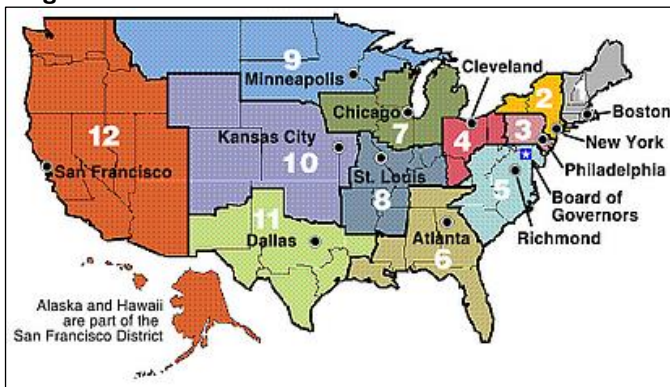 9
Minneapolis
Cleveland
2
1
Chicago
Boston
12
7
3
Kansas City
4
New York
10
San Francisco
St. Louis
Philadelphia
5
8
Board of
Governors
11
Dallas
Atlanta
Richmond
6
Alaska and Hawaii
are part of the
San Francisco District